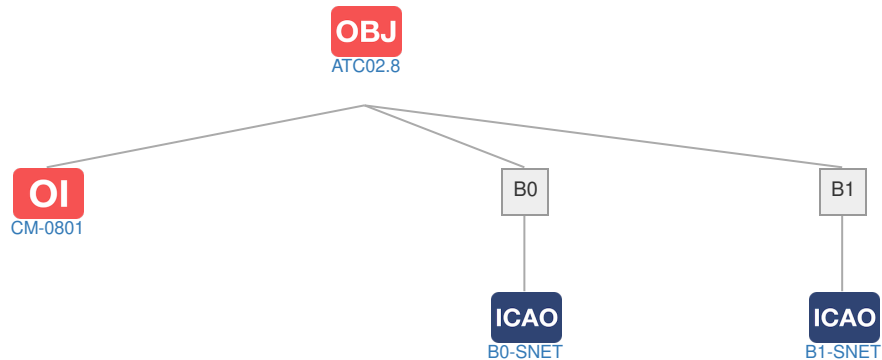 OBJ
ATC02.8
OI
CM-0801
B0
B1
ICAO
B0-SNET
ICAO
B1-SNET